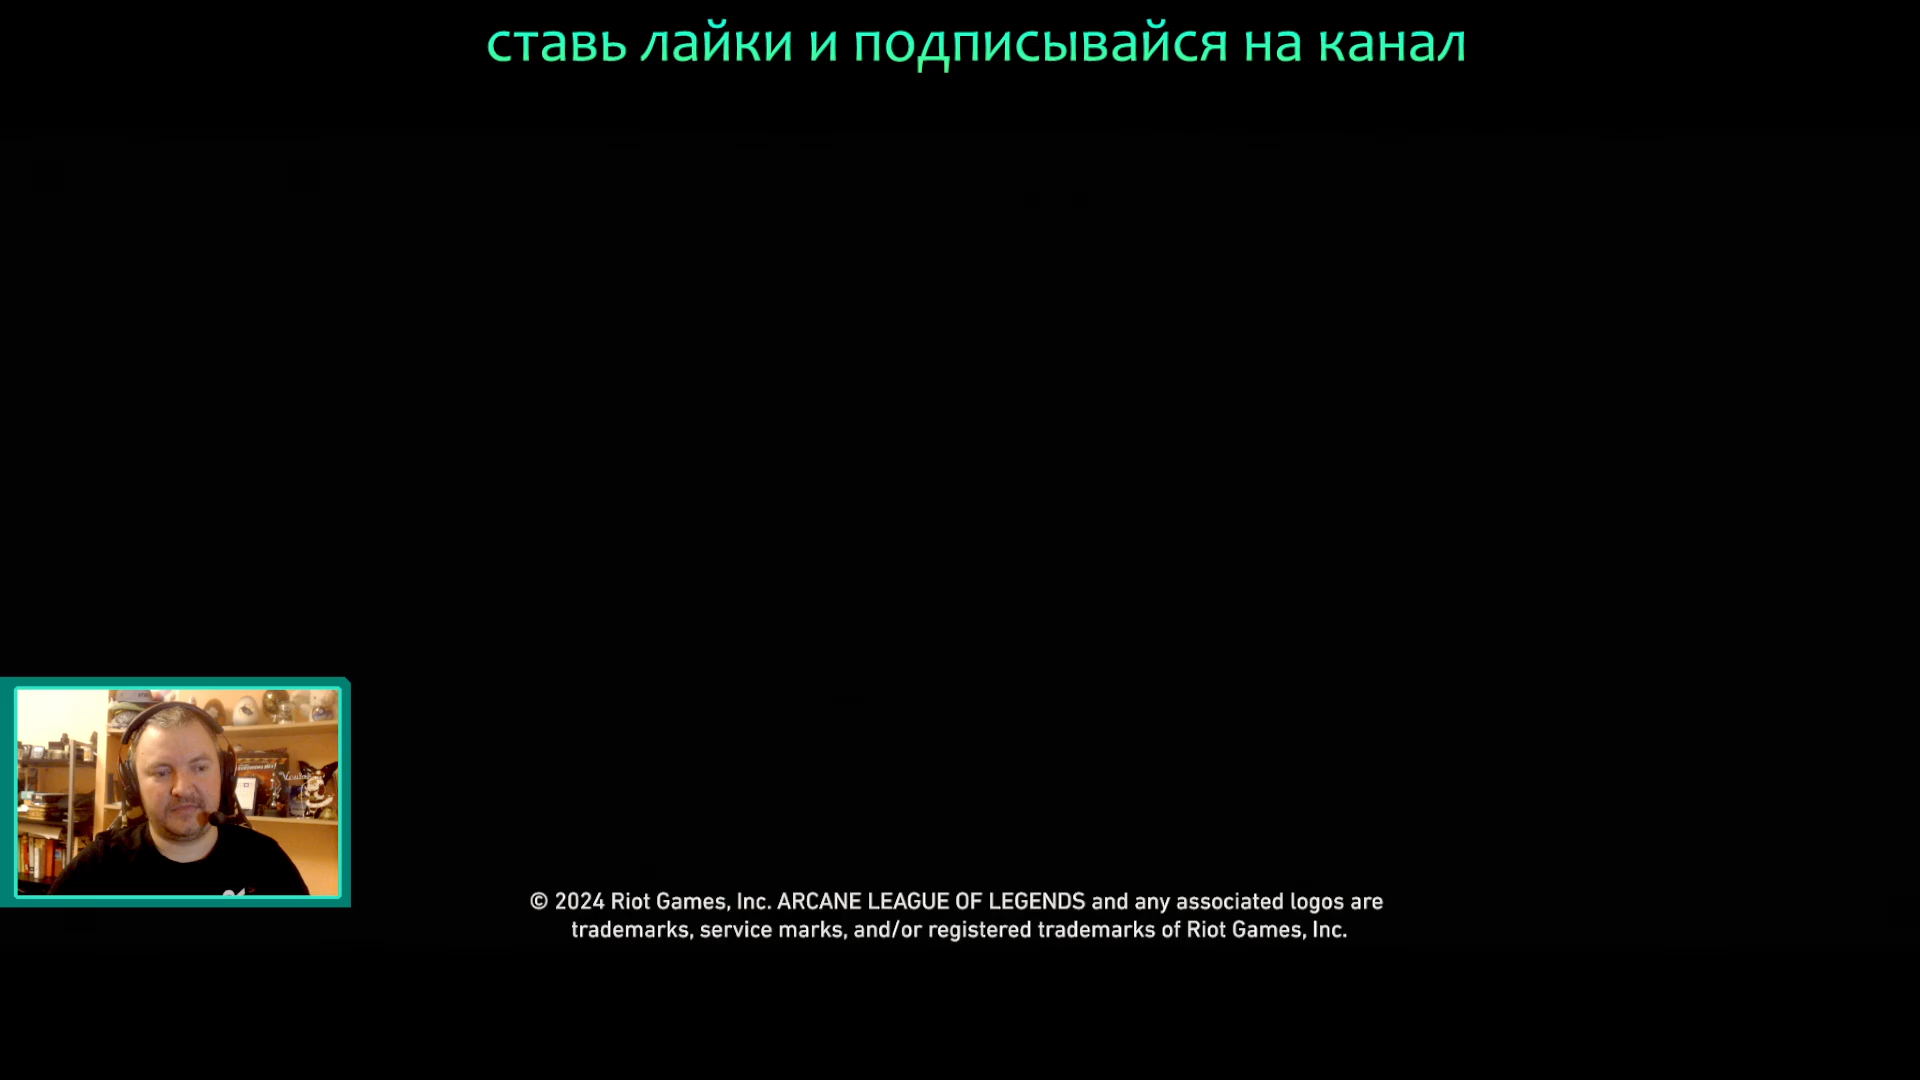 ставь лайки и подписывайся на канал
© 2024 Riot Games, Inc. ARCANE LEAGUE OF LEGENDS and any associated logos are
trademarks, service marks, and/or registered trademarks of Riot Games, Inc.